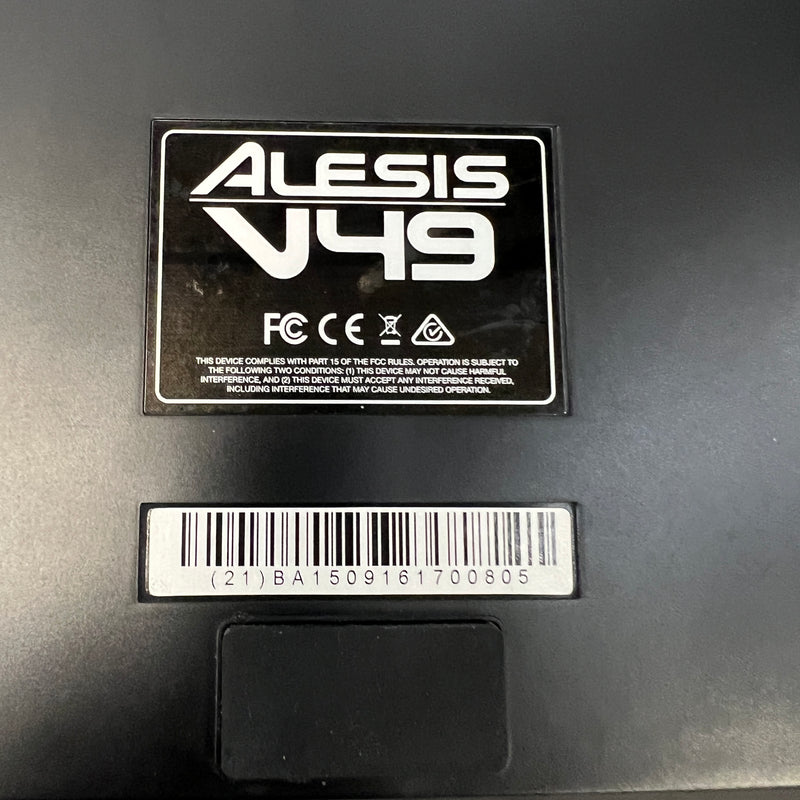 ALESIS
V49
FC CE
THIS DEVICE COMPLIES WITH PART 15 OF THE FCC RULES. OPERATION IS SUBJECT TO
THE FOLLOWING TWO CONDITIONS: (1) THIS DEVICE MAY NOT CAUSE HARMFUL
INTERFERENCE, AND (2) THIS DEVICE MUST ACCEPT ANY INTERFERENCE RECEIVED,
INCLUDING INTERFERENCE THAT MAY CAUSE UNDESIRED OPERATION.
(21)BA1509161700805